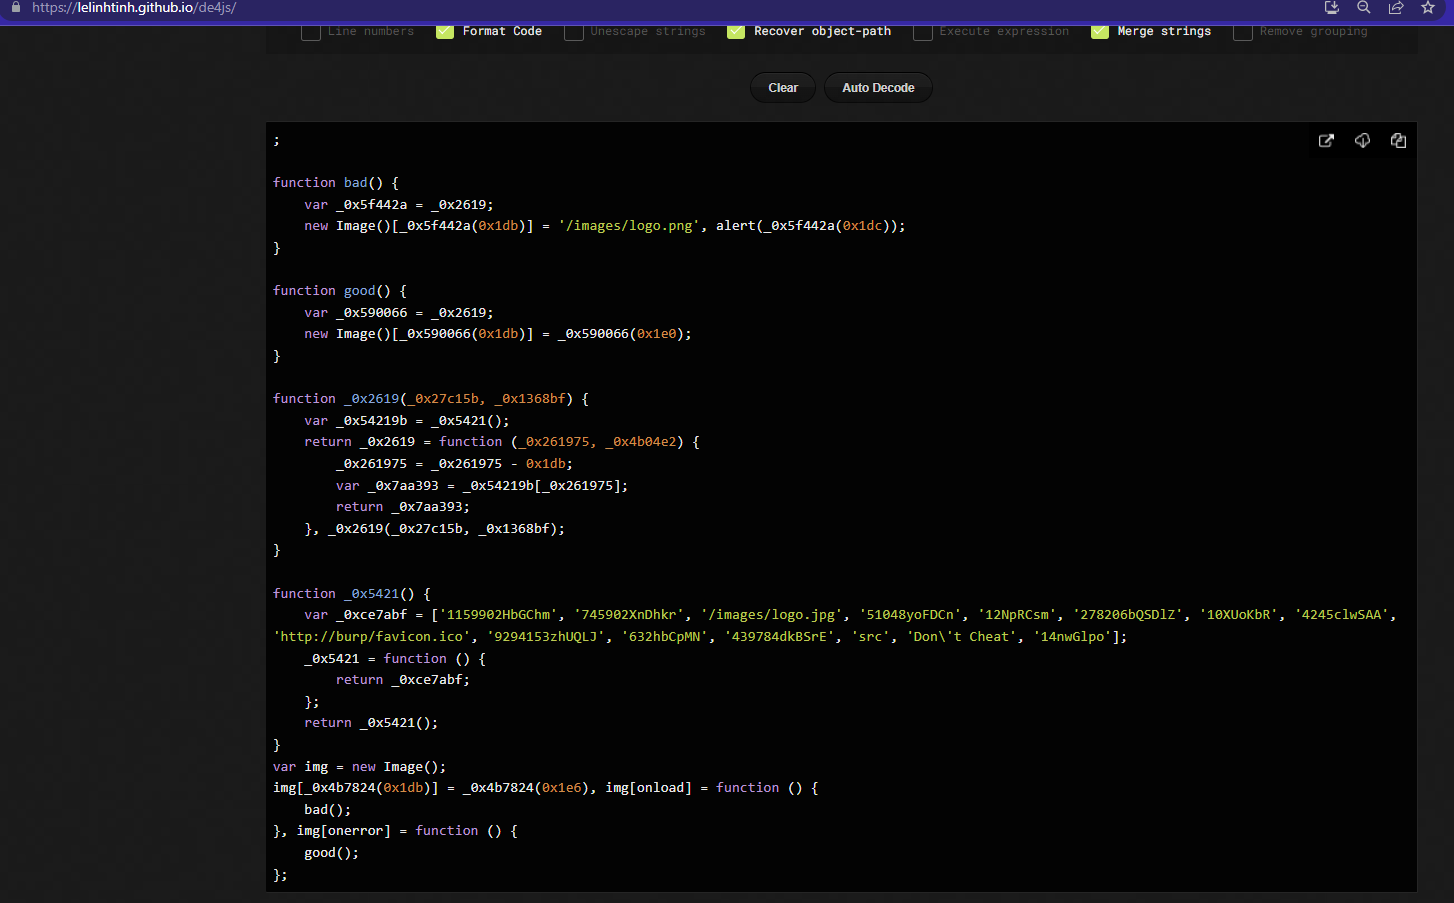 https://lelinhtinh.github.io/de4js/
Line numbers Format Code Unescape strings Recover object-path Execute expression Merge strings Remove grouping
Clear Auto Decode
;
function bad() {
    var _0x5f442a = _0x2619;
    new Image()[_0x5f442a(0x1db)] = '/images/logo.png', alert(_0x5f442a(0x1dc));
}
function good() {
    var _0x590066 = _0x2619;
    new Image()[_0x590066(0x1db)] = _0x590066(0x1e0);
}
function _0x2619(_0x27c15b, _0x1368bf) {
    var _0x54219b = _0x5421();
    return _0x2619 = function (_0x261975, _0x4b04e2) {
        _0x261975 = _0x261975 - 0x1db;
        var _0x7aa393 = _0x54219b[_0x261975];
        return _0x7aa393;
    }, _0x2619(_0x27c15b, _0x1368bf);
}
function _0x5421() {
    var _0xce7abf = ['1159902HbGChm', '745902XnDhkr', '/images/logo.jpg', '51048yoFDCn', '12NpRCsm', '278206bQSDlZ', '10XUoKbR', '4245clwSAA',
'http://burp/favicon.ico', '9294153zhUQLJ', '632hbCpMN', '439784dkBSrE', 'src', 'Don\'t Cheat', '14nwGlpo'];
    _0x5421 = function () {
        return _0xce7abf;
    };
    return _0x5421();
}
var img = new Image();
img[_0x4b7824(0x1db)] = _0x4b7824(0x1e6), img[onload] = function () {
    bad();
}, img[onerror] = function () {
    good();
};